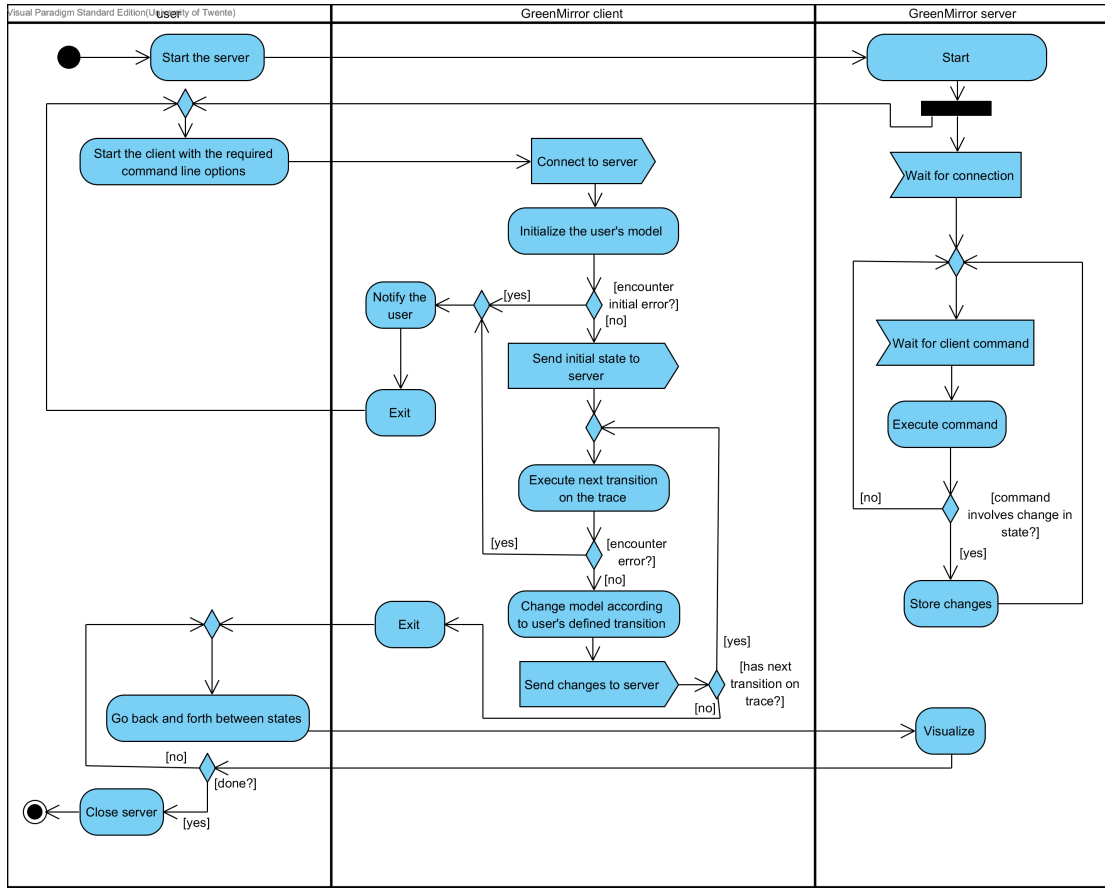 Visual Paradigm Standard Edition(University of Twente)
user
GreenMirror client
GreenMirror server
Start the server
Start
Start the client with the required
command line options
Connect to server
Wait for connection
Initialize the user's model
[encounter
initial error?]
[yes]
[no]
Notify the
user
Send initial state to
server
Wait for client command
Exit
Execute command
Execute next transition
on the trace
[no]
[command
involves change in
state?]
[yes]
[yes]
[encounter
error?]
[no]
Change model according
to user's defined transition
Store changes
Exit
[yes]
Send changes to server
[has next
transition on
trace?]
[no]
Go back and forth between states
Visualize
[no]
[done?]
Close server
[yes]